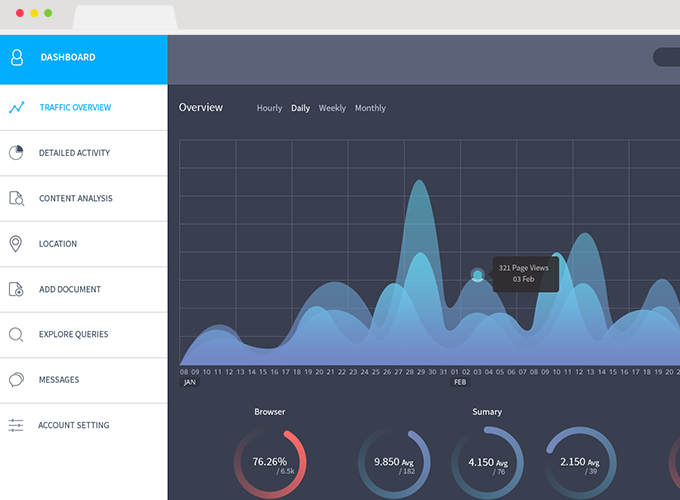 DASHBOARD
TRAFFIC OVERVIEW
DETAILED ACTIVITY
CONTENT ANALYSIS
LOCATION
ADD DOCUMENT
EXPLORE QUERIES
MESSAGES
ACCOUNT SETTING
Overview Hourly Daily Weekly Monthly
321 Page Views
03 Feb
08 09 10 11 12 13 14 15 16 17 18 19 20 21 22 23 24 25 26 27 28 29 30 31 01 02 03 04 05 06 07 08 09 10 11 12 13 14 15 16 17 18 19 20
JAN FEB
Browser Sumary
76.26% 9.850 Avg 4.150 Avg 2.150 Avg
/ 6.5k / 182 / 76 / 39